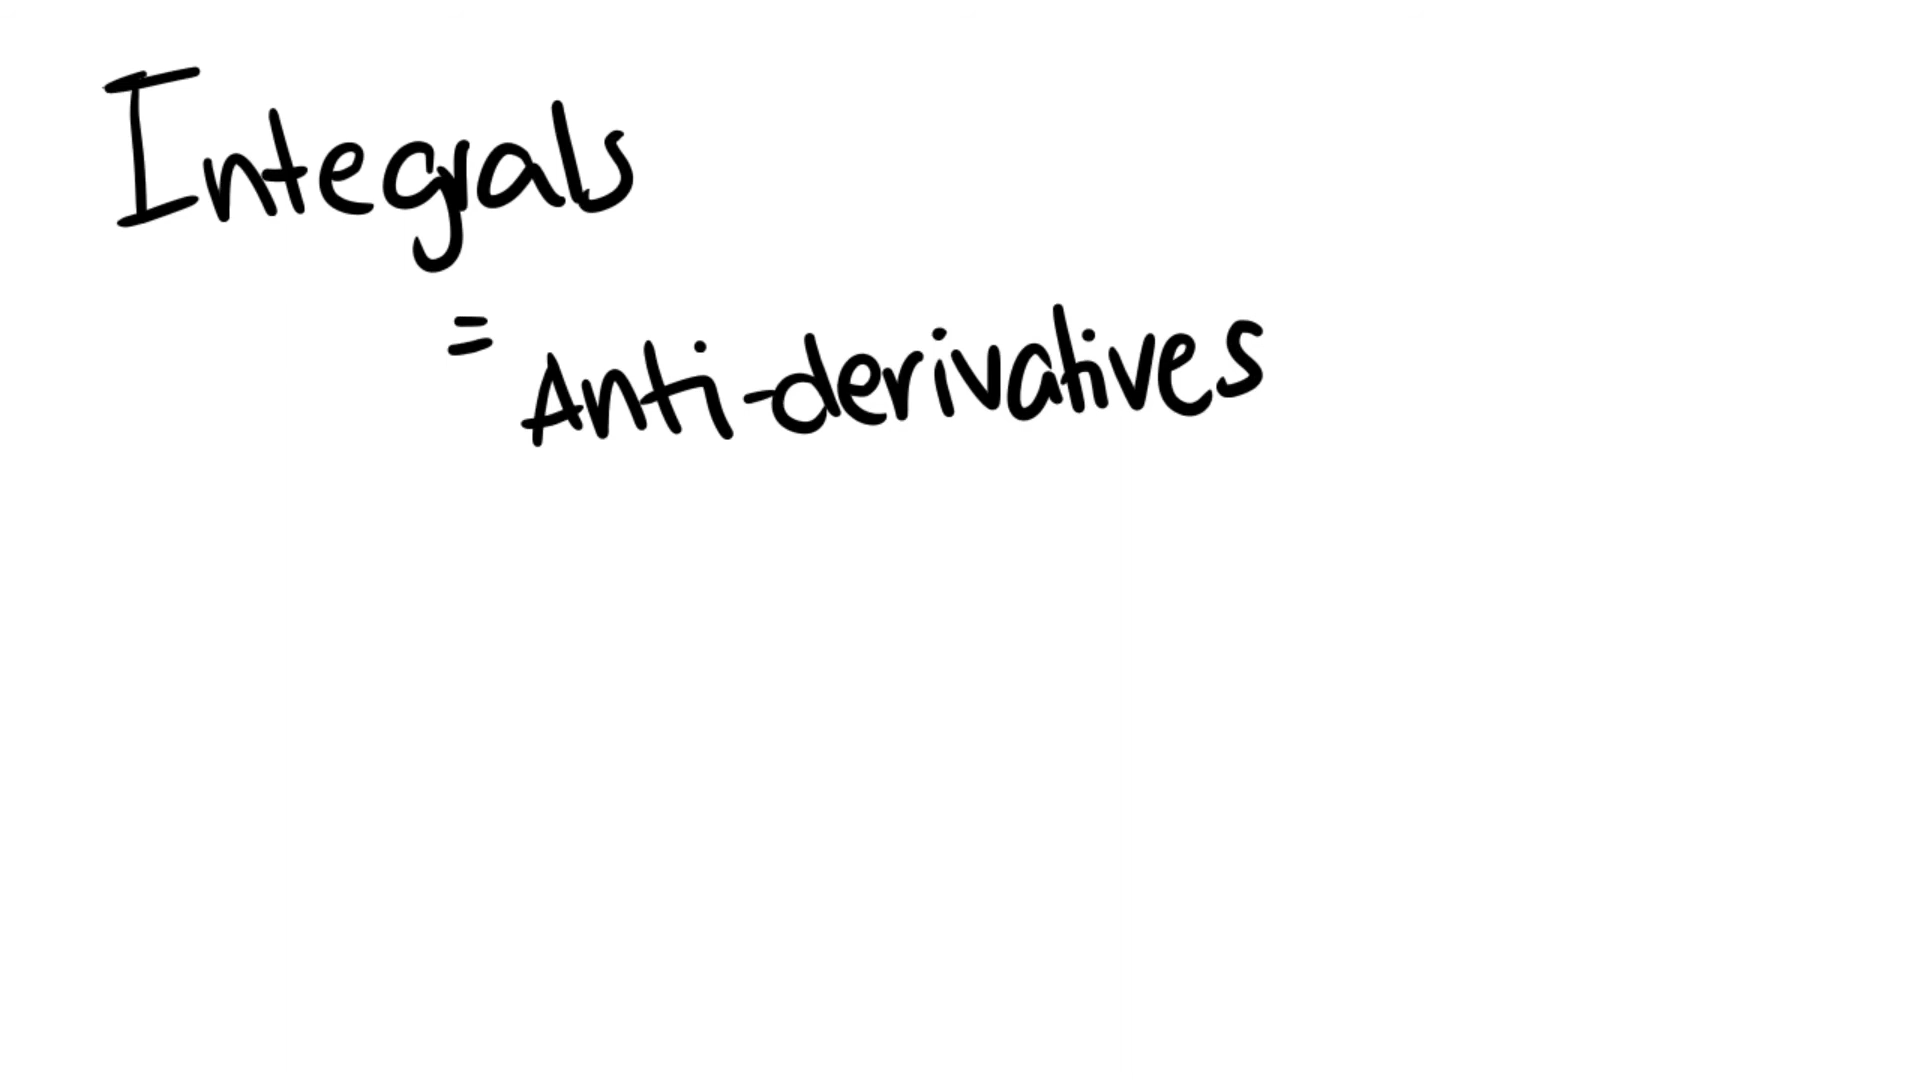 Integrals
= Anti-derivatives